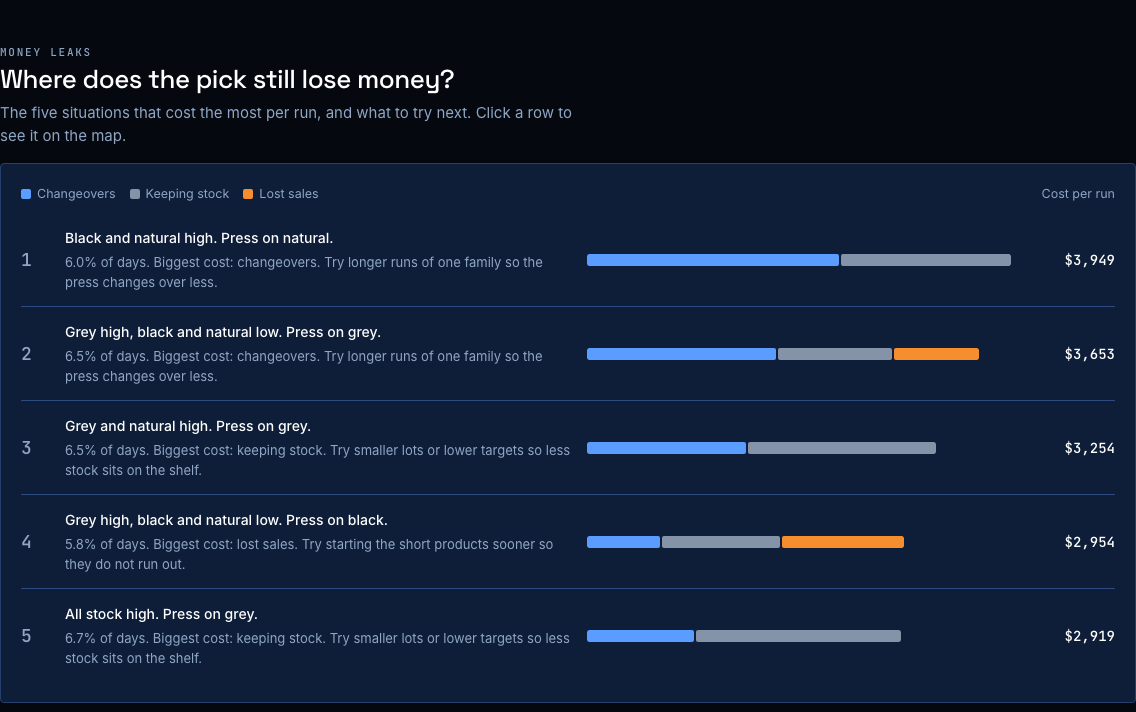 MONEY LEAKS
Where does the pick still lose money?
The five situations that cost the most per run, and what to try next. Click a row to
see it on the map.
Changeovers Keeping stock Lost sales Cost per run
1
Black and natural high. Press on natural.
6.0% of days. Biggest cost: changeovers. Try longer runs of one family so the
press changes over less.
$3,949
2
Grey high, black and natural low. Press on grey.
6.5% of days. Biggest cost: changeovers. Try longer runs of one family so the
press changes over less.
$3,653
3
Grey and natural high. Press on grey.
6.5% of days. Biggest cost: keeping stock. Try smaller lots or lower targets so less
stock sits on the shelf.
$3,254
4
Grey high, black and natural low. Press on black.
5.8% of days. Biggest cost: lost sales. Try starting the short products sooner so
they do not run out.
$2,954
5
All stock high. Press on grey.
6.7% of days. Biggest cost: keeping stock. Try smaller lots or lower targets so less
stock sits on the shelf.
$2,919